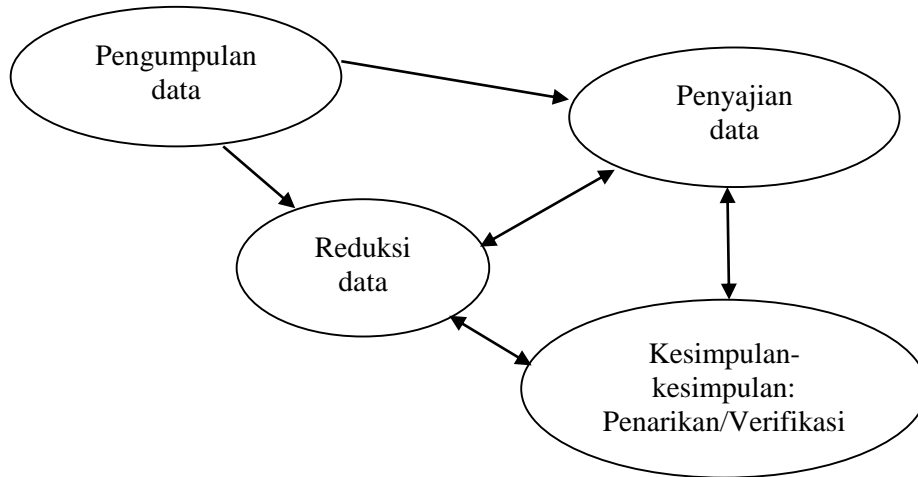 Pengumpulan
data
Penyajian
data
Reduksi
data
Kesimpulan-
kesimpulan:
Penarikan/Verifikasi